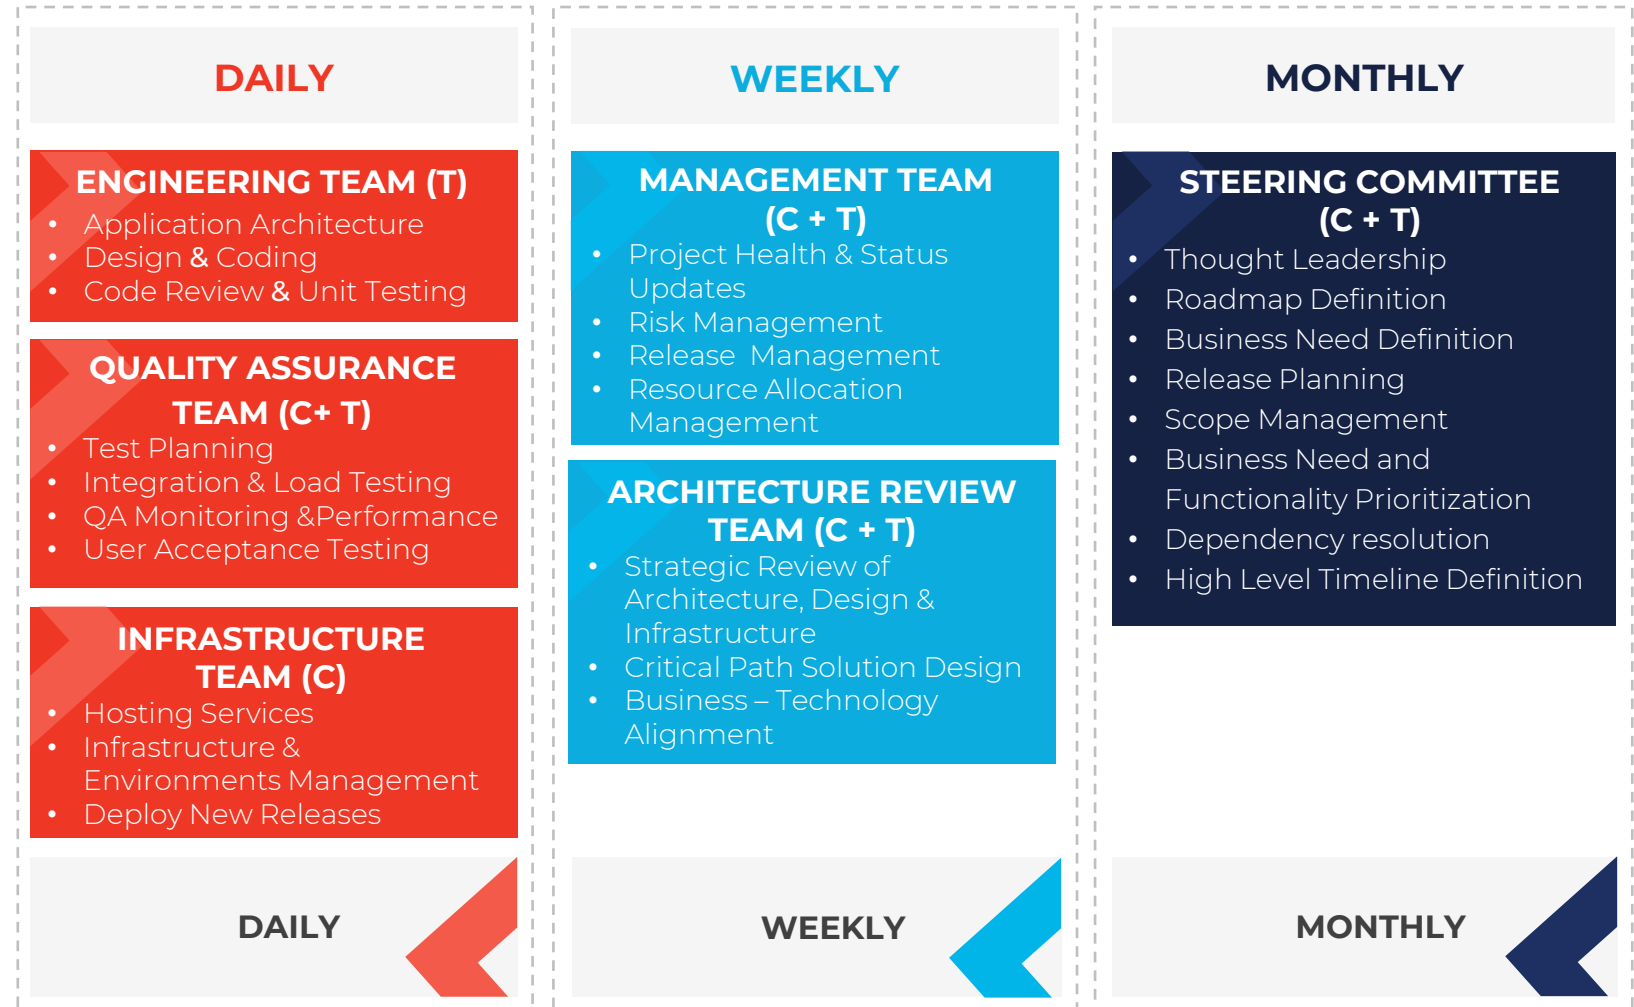 DAILY
ENGINEERING TEAM (T)
• Application Architecture
• Design & Coding
• Code Review & Unit Testing
QUALITY ASSURANCE
TEAM (C+ T)
• Test Planning
• Integration & Load Testing
• QA Monitoring &Performance
• User Acceptance Testing
INFRASTRUCTURE
TEAM (C)
• Hosting Services
• Infrastructure &
Environments Management
• Deploy New Releases
DAILY
WEEKLY
MANAGEMENT TEAM
(C + T)
• Project Health & Status
Updates
• Risk Management
• Release  Management
• Resource Allocation
Management
ARCHITECTURE REVIEW
TEAM (C + T)
• Strategic Review of
Architecture, Design &
Infrastructure
• Critical Path Solution Design
• Business – Technology
Alignment
WEEKLY
MONTHLY
STEERING COMMITTEE
(C + T)
• Thought Leadership
• Roadmap Definition
• Business Need Definition
• Release Planning
• Scope Management
• Business Need and
Functionality Prioritization
• Dependency resolution
• High Level Timeline Definition
MONTHLY